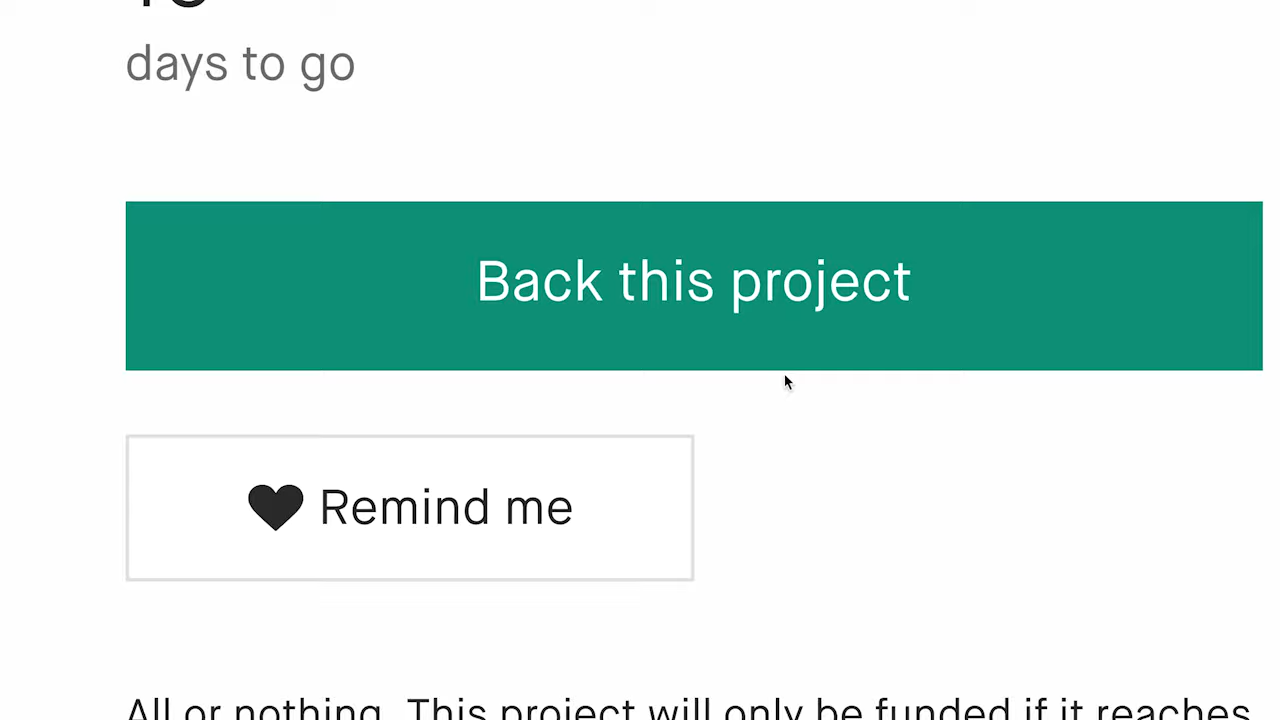 days to go
Back this project
Remind me
All or nothing. This project will only be funded if it reaches